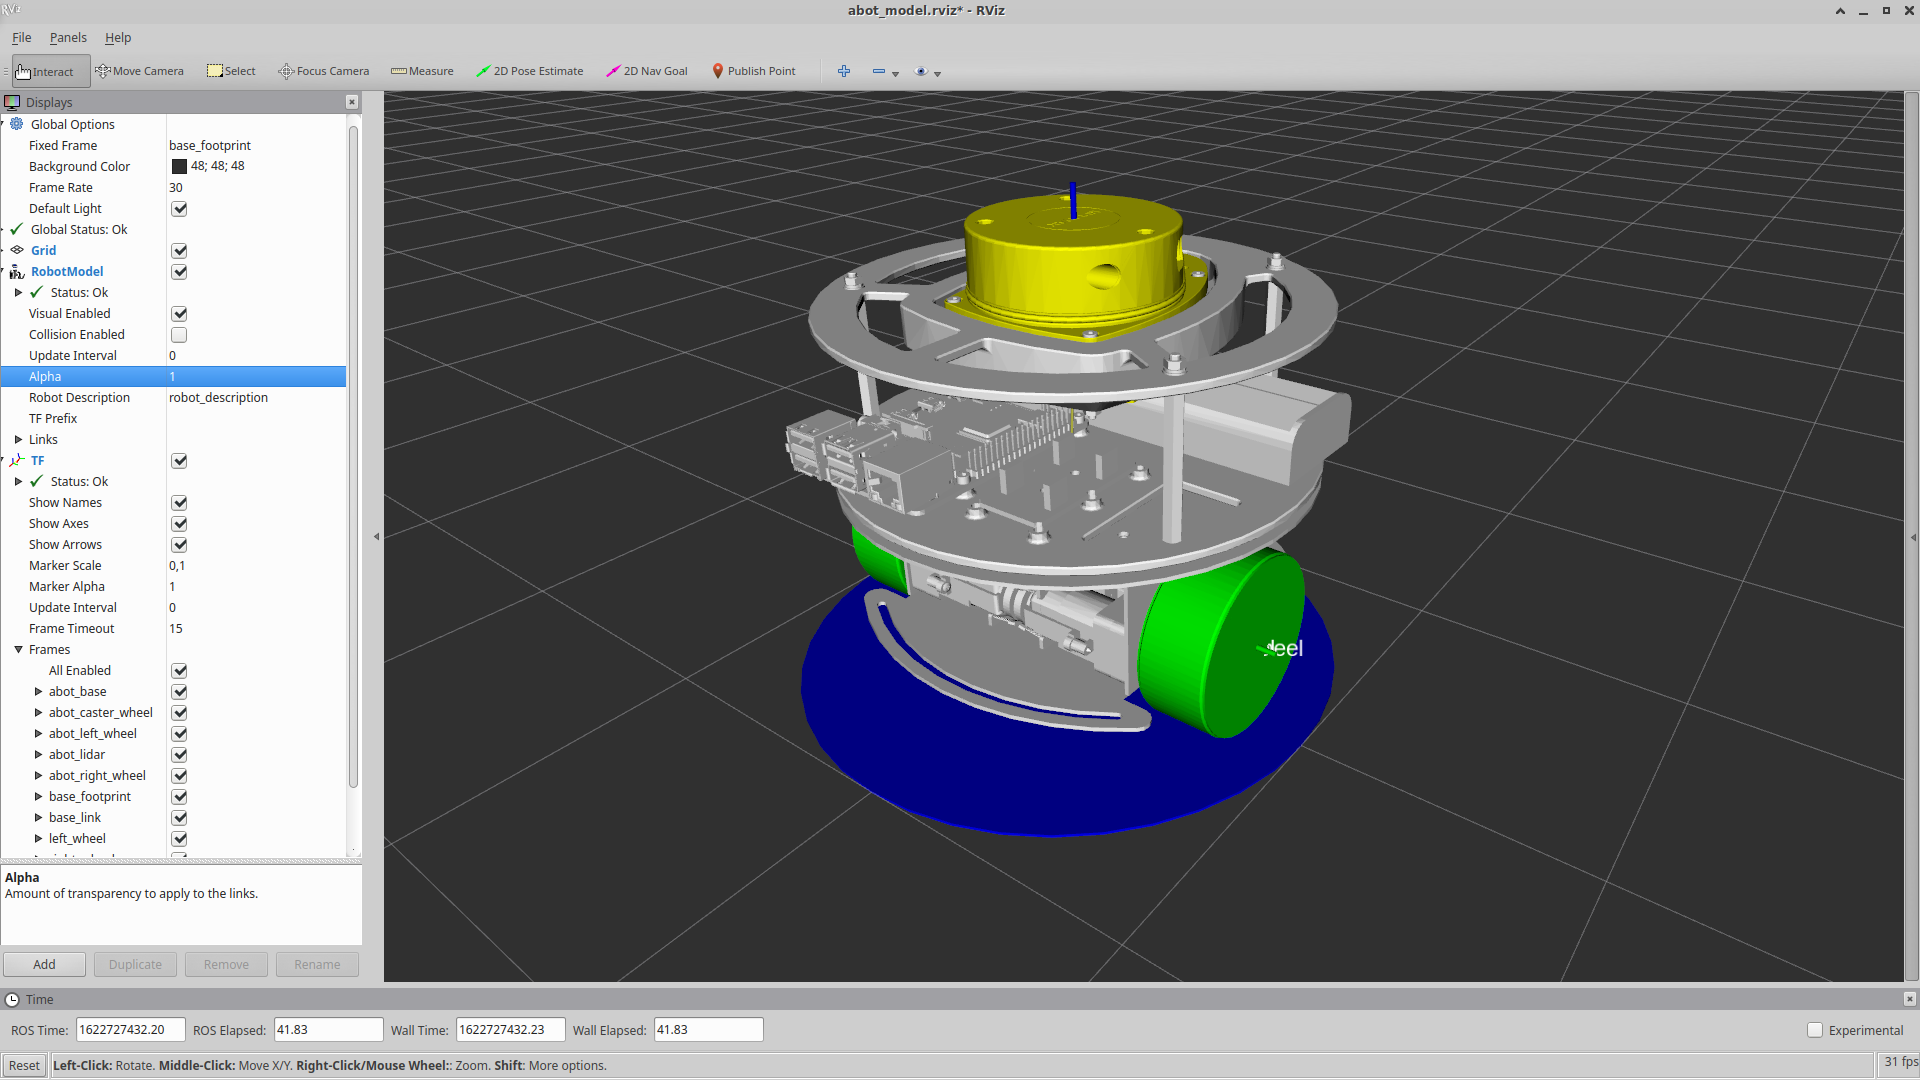 RViz
abot_model.rviz* - RViz
File Panels Help
Interact Move Camera Select Focus Camera Measure 2D Pose Estimate 2D Nav Goal Publish Point
Displays
Global Options
Fixed Frame base_footprint
Background Color 48; 48; 48
Frame Rate 30
Default Light
Global Status: Ok
Grid
RobotModel
Status: Ok
Visual Enabled
Collision Enabled
Update Interval 0
Alpha 1
Robot Description robot_description
TF Prefix
Links
TF
Status: Ok
Show Names
Show Axes
Show Arrows
Marker Scale 0,1
Marker Alpha 1
Update Interval 0
Frame Timeout 15
Frames
All Enabled
abot_base
abot_caster_wheel
abot_left_wheel
abot_lidar
abot_right_wheel
base_footprint
base_link
left_wheel
eel
Alpha
Amount of transparency to apply to the links.
Add Duplicate Remove Rename
Time
ROS Time: 1622727432.20 ROS Elapsed: 41.83 Wall Time: 1622727432.23 Wall Elapsed: 41.83 Experimental
Reset Left-Click: Rotate. Middle-Click: Move X/Y. Right-Click/Mouse Wheel:: Zoom. Shift: More options. 31 fps